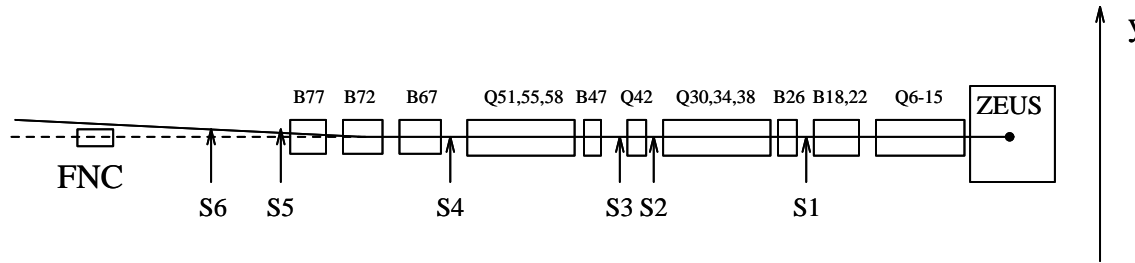 y
B77 B72 B67 Q51,55,58 B47 Q42 Q30,34,38 B26 B18,22 Q6-15 ZEUS
FNC
S6 S5 S4 S3 S2 S1